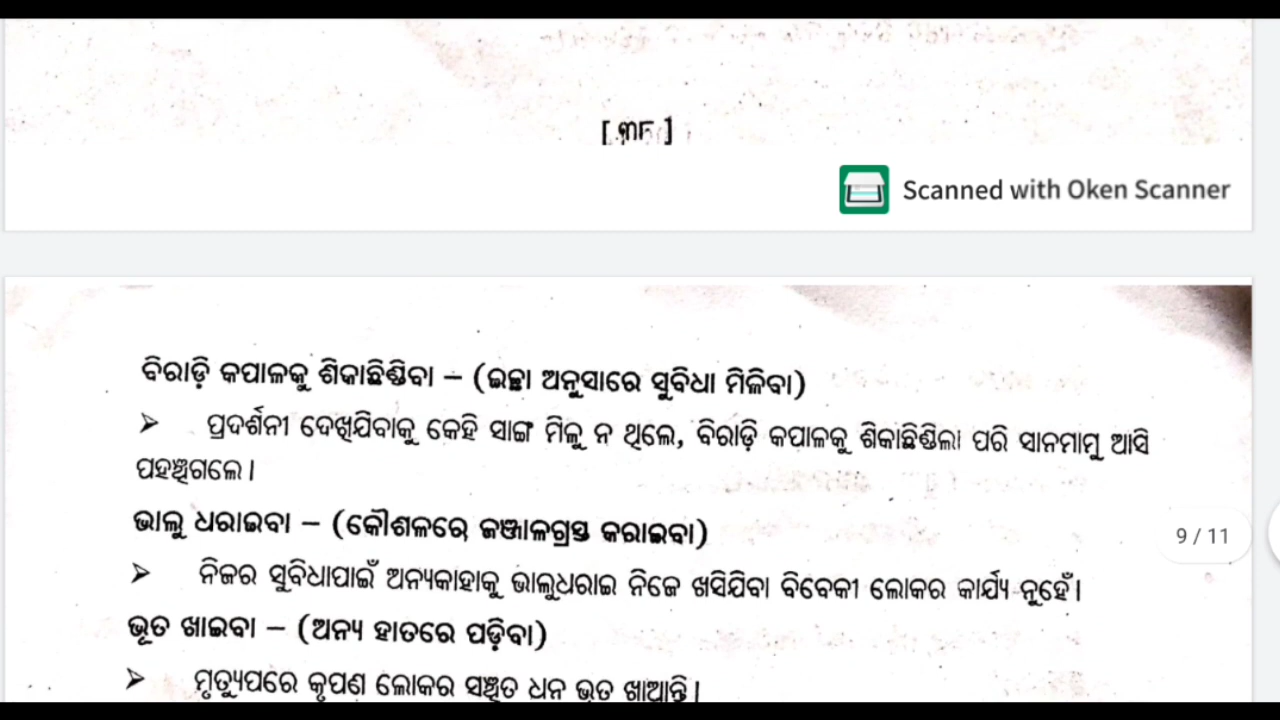 [ ୩୮ ]
Scanned with Oken Scanner
ବିରାଡ଼ି କପାଳକୁ ଶିକାଛିଣ୍ଡିବା – (ଇଚ୍ଛା ଅନୁସାରେ ସୁବିଧା ମିଳିବା)
➢ ପ୍ରଦର୍ଶନୀ ଦେଖିଯିବାକୁ କେହି ସାଙ୍ଗ ମିଳୁ ନ ଥିଲେ, ବିରାଡ଼ି କପାଳକୁ ଶିକାଛିଣ୍ଡିଲା ପରି ସାନମାମୁ ଆସି
ପହଞ୍ଚିଗଲେ।
ଭାଲୁ ଧରାଇବା – (କୌଶଳରେ ଜଞ୍ଜାଳଗ୍ରସ୍ତ କରାଇବା)
9 / 11
➢ ନିଜର ସୁବିଧାପାଇଁ ଅନ୍ୟକାହାକୁ ଭାଲୁଧରାଇ ନିଜେ ଖସିଯିବା ବିବେକୀ ଲୋକର କାର୍ଯ୍ୟ ନୁହେଁ।
ଭୂତ ଖାଇବା – (ଅନ୍ୟ ହାତରେ ପଡ଼ିବା)
➢ ମୃତ୍ୟୁପରେ କୃପଣ ଲୋକର ସଞ୍ଚିତ ଧନ ଭୂତ ଖାଆନ୍ତି।